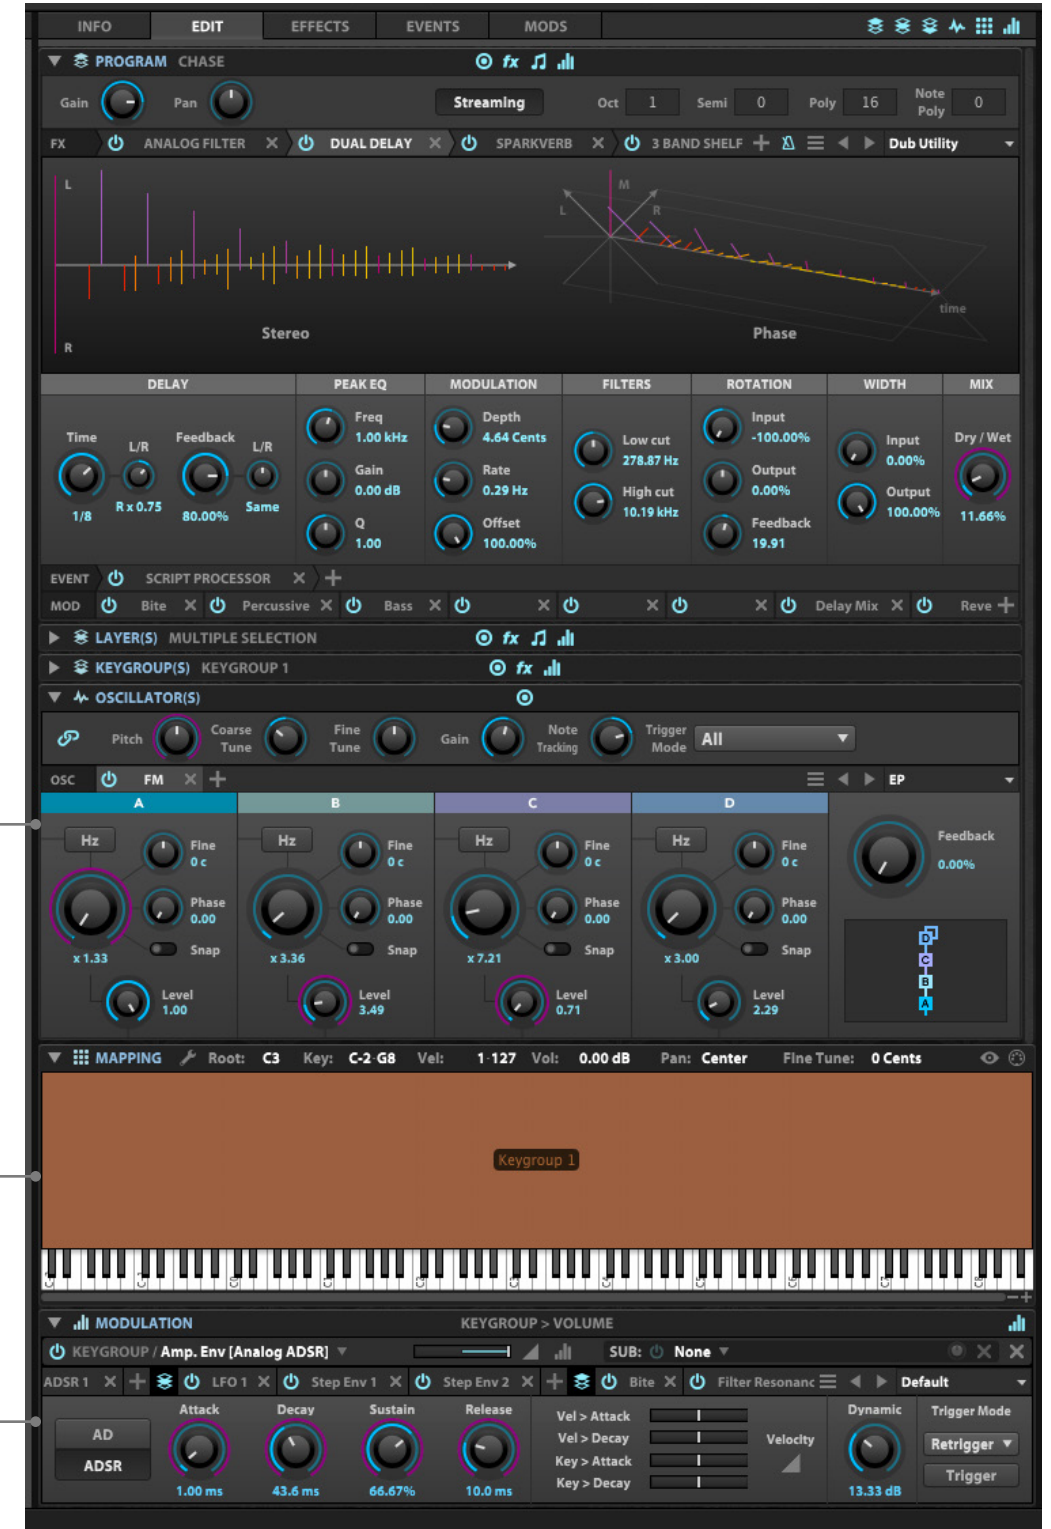 INFO EDIT EFFECTS EVENTS MODS
PROGRAM CHASE fx
Gain Pan Streaming Oct 1 Semi 0 Poly 16 Note Poly 0
FX ANALOG FILTER × DUAL DELAY × SPARKVERB × 3 BAND SHELF + Dub Utility
L
R
Stereo
M
L R
time
Phase
DELAY PEAK EQ MODULATION FILTERS ROTATION WIDTH MIX
Time L/R Feedback L/R
1/8 R x 0.75 80.00% Same
Freq
1.00 kHz
Gain
0.00 dB
Q
1.00
Depth
4.64 Cents
Rate
0.29 Hz
Offset
100.00%
Low cut
278.87 Hz
High cut
10.19 kHz
Input
-100.00%
Output
0.00%
Feedback
19.91
Input
0.00%
Output
100.00%
Dry / Wet
11.66%
EVENT SCRIPT PROCESSOR × +
MOD Bite × Percussive × Bass × × × × Delay Mix × Reve +
LAYER(S) MULTIPLE SELECTION fx
KEYGROUP(S) KEYGROUP 1 fx
OSCILLATOR(S)
Pitch Coarse Tune Fine Tune Gain Note Tracking Trigger Mode All
OSC FM × + EP
A B C D
Hz Fine
0 c
Phase
0.00
Snap
x 1.33
Level
1.00
Hz Fine
0 c
Phase
0.00
Snap
x 3.36
Level
3.49
Hz Fine
0 c
Phase
0.00
Snap
x 7.21
Level
0.71
Hz Fine
0 c
Phase
0.00
Snap
x 3.00
Level
2.29
Feedback
0.00%
D
C
B
A
MAPPING Root: C3 Key: C-2-G8 Vel: 1-127 Vol: 0.00 dB Pan: Center Fine Tune: 0 Cents
Keygroup 1
MODULATION KEYGROUP > VOLUME
KEYGROUP / Amp. Env [Analog ADSR] SUB: None
ADSR 1 × + LFO 1 × Step Env 1 × Step Env 2 × + Bite × Filter Resonanc Default
AD
ADSR
Attack Decay Sustain Release
1.00 ms 43.6 ms 66.67% 10.0 ms
Vel > Attack
Vel > Decay
Key > Attack
Key > Decay
Velocity
Dynamic
13.33 dB
Trigger Mode
Retrigger
Trigger